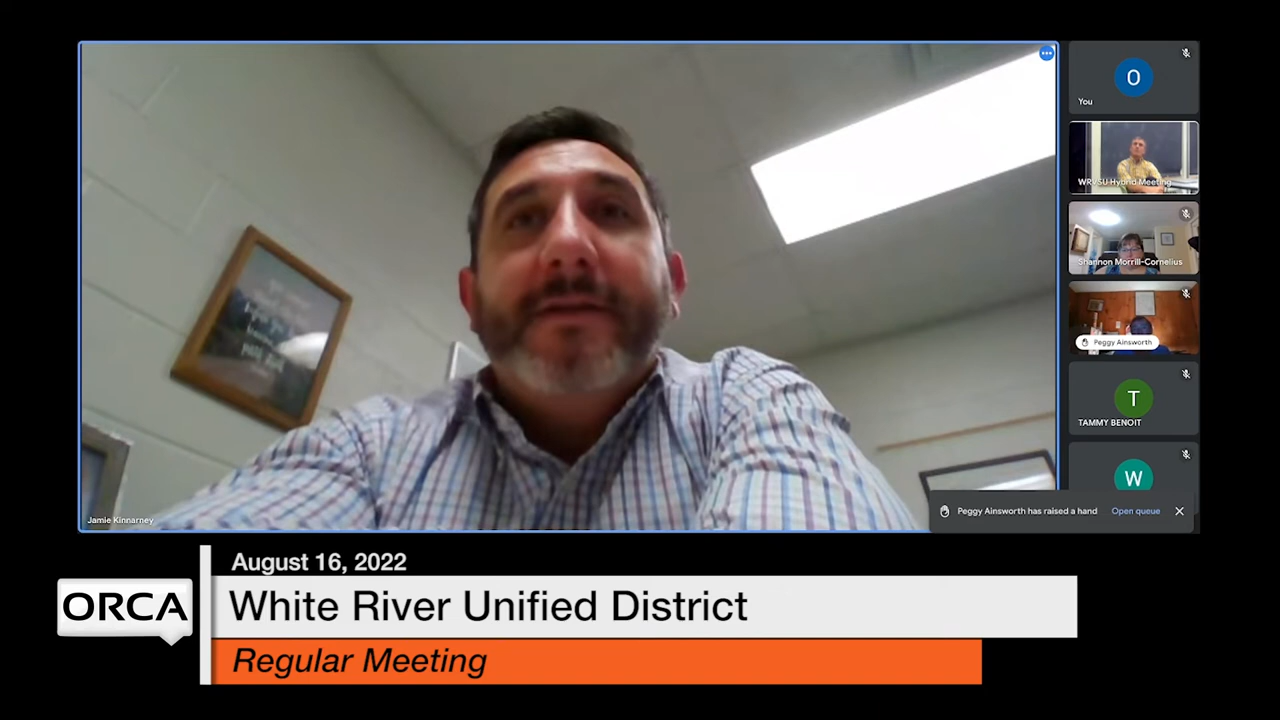 O
You
WRVSU Hybrid Meeting
Shannon Morrill-Cornelius
Peggy Ainsworth
T
TAMMY BENOIT
W
Peggy Ainsworth has raised a hand Open queue
Jamie Kinnarney
August 16, 2022
ORCA
White River Unified District
Regular Meeting